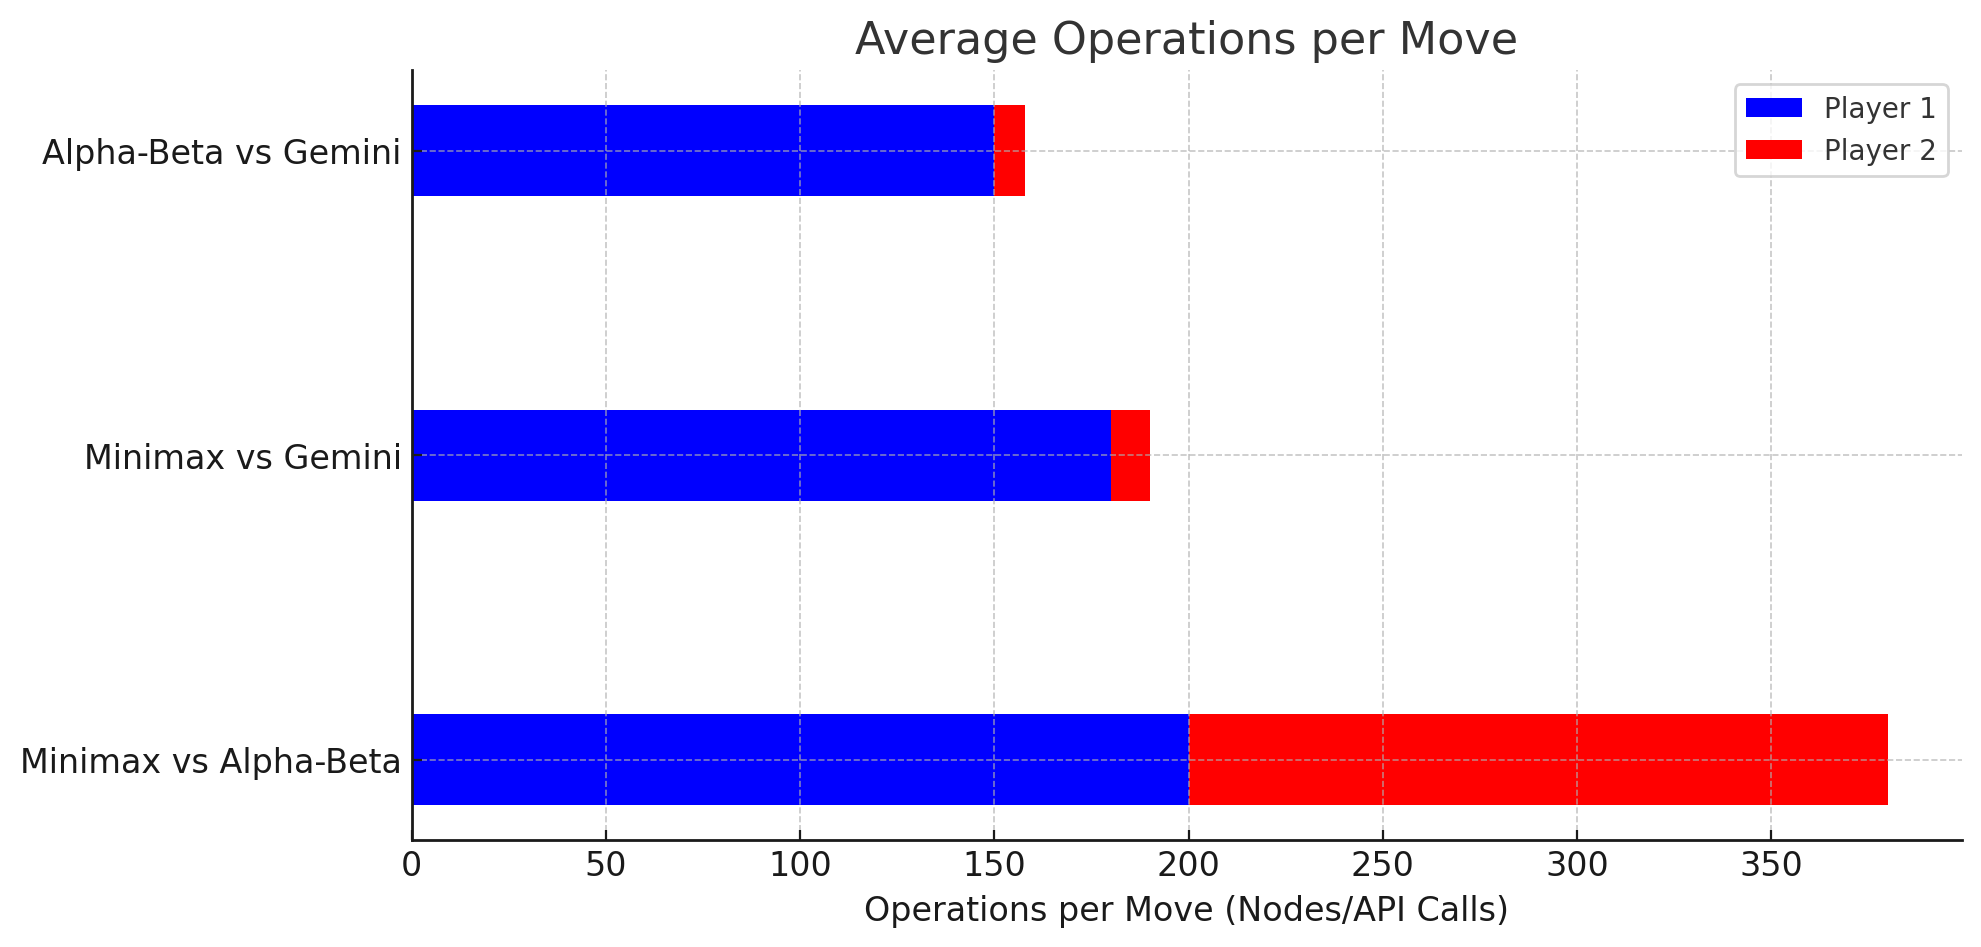 Average Operations per Move
Player 1
Player 2
Alpha-Beta vs Gemini
Minimax vs Gemini
Minimax vs Alpha-Beta
0 50 100 150 200 250 300 350
Operations per Move (Nodes/API Calls)